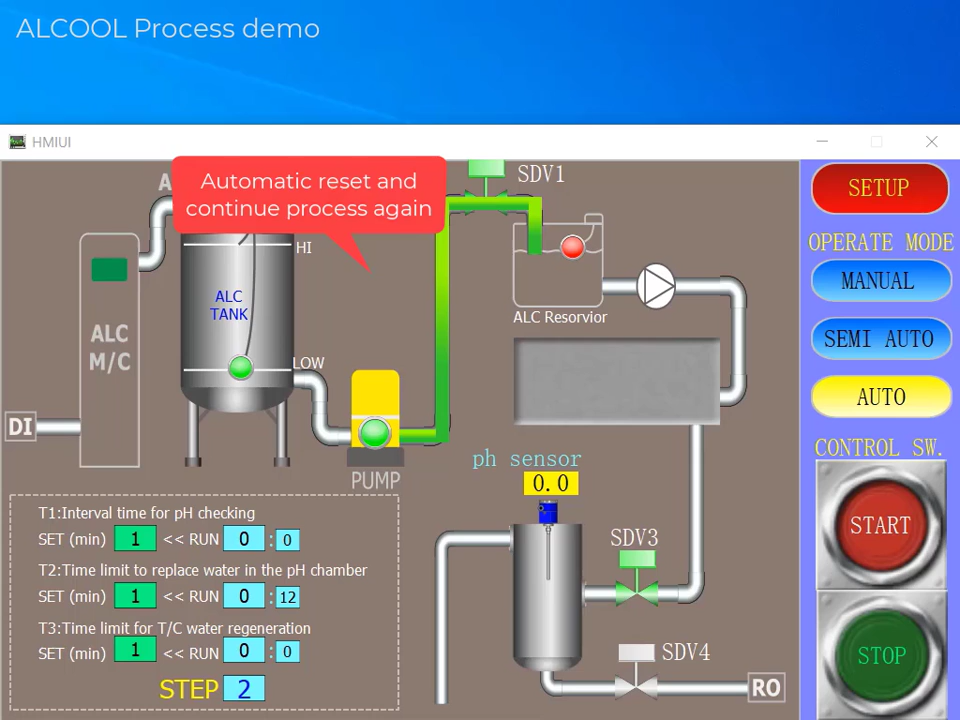 ALCOOL Process demo
HMIUI
Automatic reset and
continue process again
SDV1
SETUP
OPERATE MODE
MANUAL
SEMI AUTO
AUTO
CONTROL SW.
START
STOP
HI
ALC
TANK
LOW
ALC
M/C
DI
ALC Resorvior
PUMP
ph sensor
0.0
SDV3
SDV4
RO
T1:Interval time for pH checking
SET (min) 1 << RUN 0 : 0
T2:Time limit to replace water in the pH chamber
SET (min) 1 << RUN 0 : 12
T3:Time limit for T/C water regeneration
SET (min) 1 << RUN 0 : 0
STEP 2